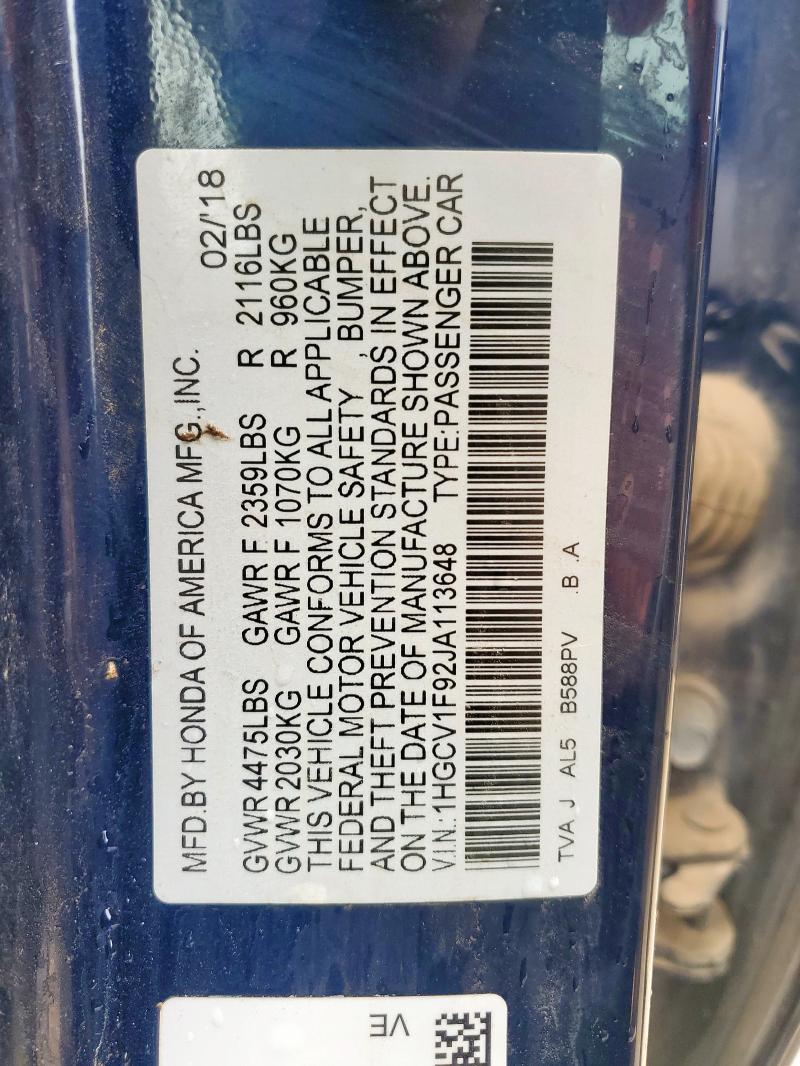 MFD.BY HONDA OF AMERICA MFG.,INC. 02/'18
GVWR 4475LBS GAWR F 2359LBS R 2116LBS
GVWR 2030KG GAWR F 1070KG R 960KG
THIS VEHICLE CONFORMS TO ALL APPLICABLE
FEDERAL MOTOR VEHICLE SAFETY , BUMPER,
AND THEFT PREVENTION STANDARDS IN EFFECT
ON THE DATE OF MANUFACTURE SHOWN ABOVE.
V.I.N.:1HGCV1F92JA113648 TYPE:PASSENGER CAR
TVA J AL5 B588PV .B .A
VE